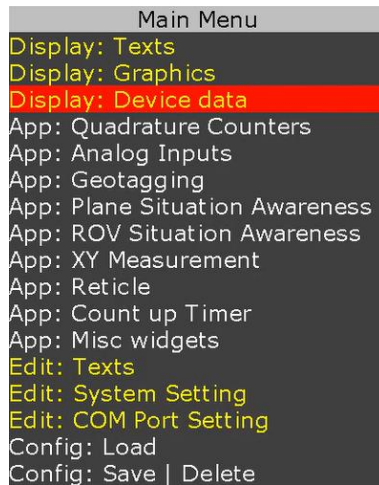 Main Menu
Display: Texts
Display: Graphics
Display: Device data
App: Quadrature Counters
App: Analog Inputs
App: Geotagging
App: Plane Situation Awareness
App: ROV Situation Awareness
App: XY Measurement
App: Reticle
App: Count up Timer
App: Misc widgets
Edit: Texts
Edit: System Setting
Edit: COM Port Setting
Config: Load
Config: Save | Delete